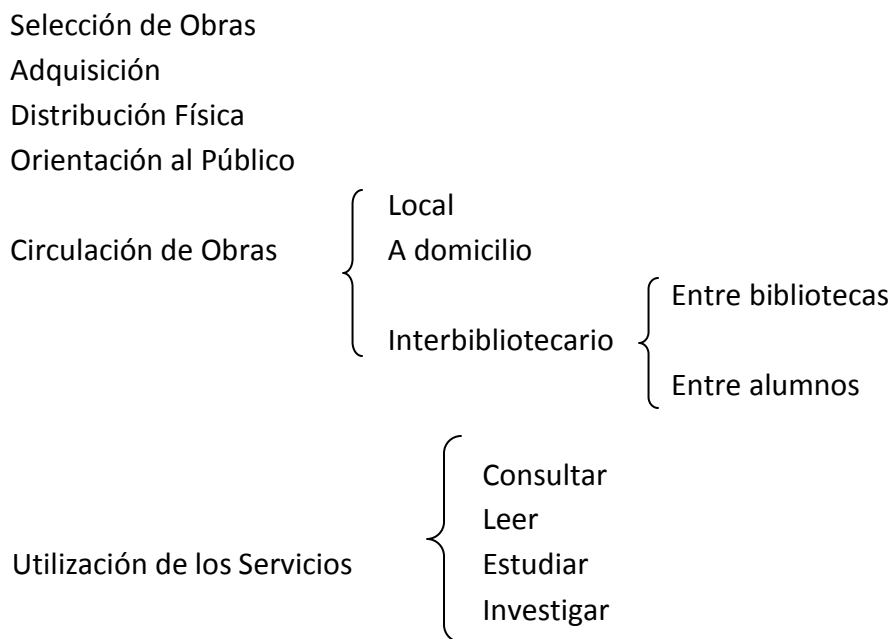 Selección de Obras
Adquisición
Distribución Física
Orientación al Público
Local
Circulación de Obras
A domicilio
Entre bibliotecas
Interbibliotecario
Entre alumnos
Consultar
Leer
Utilización de los Servicios
Estudiar
Investigar